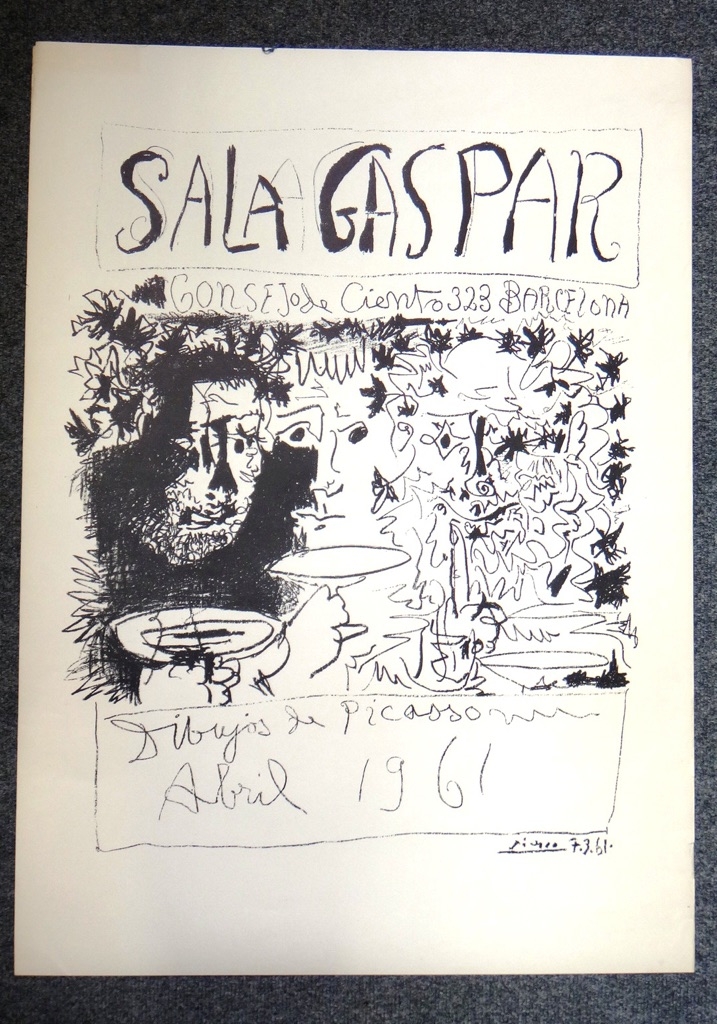 SALA GASPAR
CONSEJO de Ciento 323 BARCELONA
Dibujos de Picasso
Abril 1961
Picasso 7.3.61.